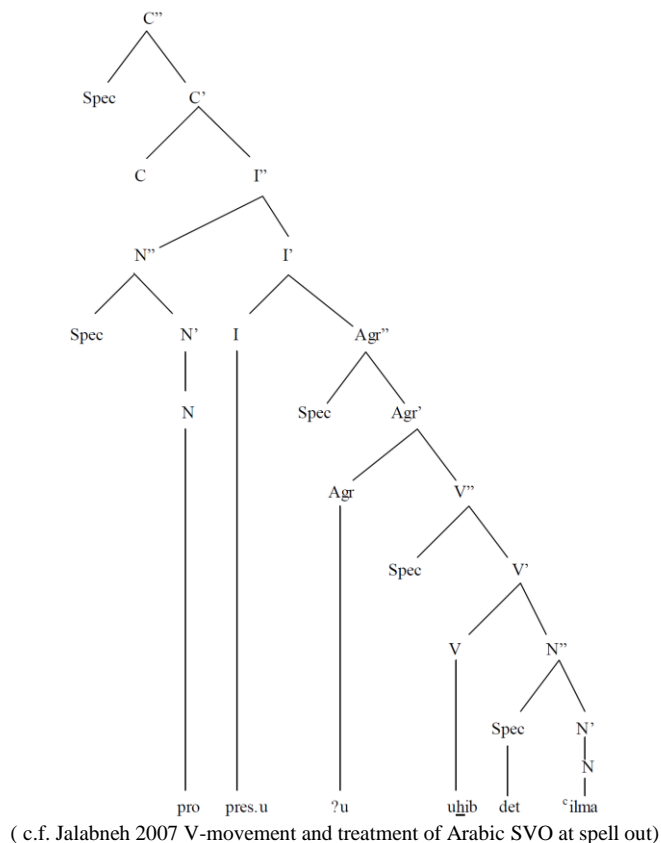 C”
Spec C’
C I”
N” I’
Spec N’ I Agr”
N Spec Agr’
Agr V”
Spec V’
V N”
Spec N’
N
pro pres.u ?u uhib det ᶜilma
( c.f. Jalabneh 2007 V-movement and treatment of Arabic SVO at spell out)